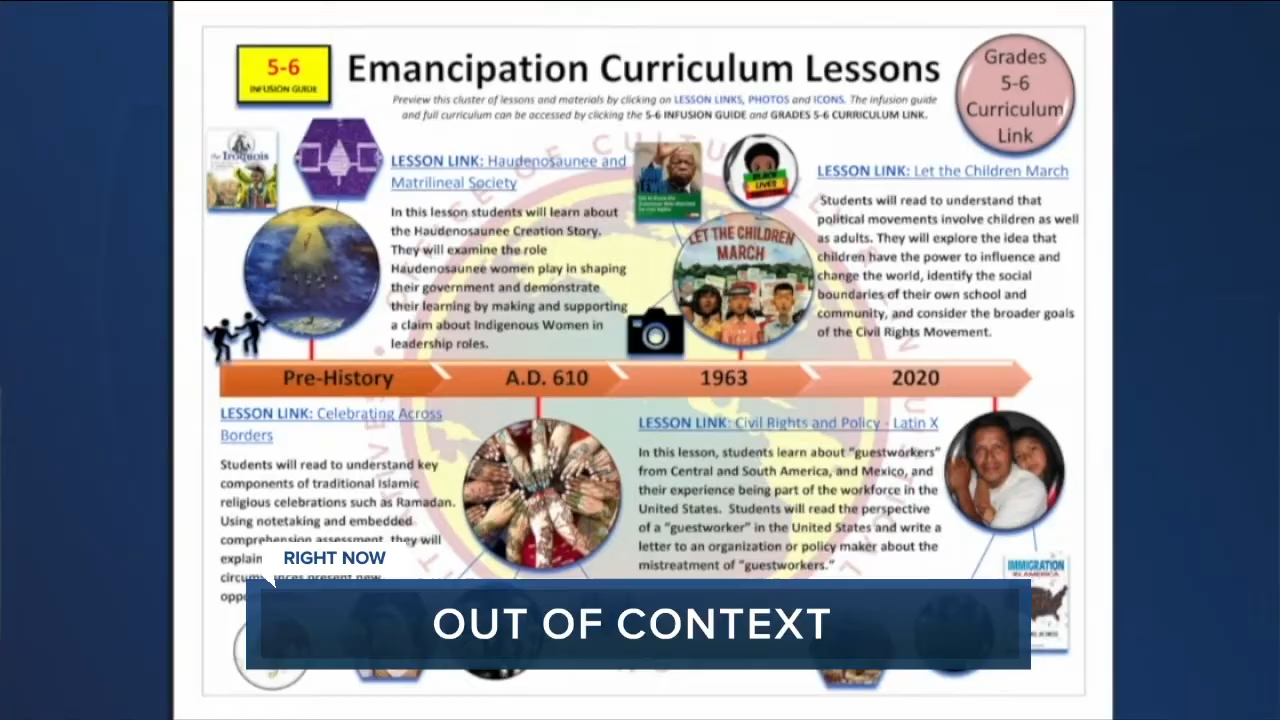 5-6
INFUSION GUIDE
Emancipation Curriculum Lessons
Preview this cluster of lessons and materials by clicking on LESSON LINKS, PHOTOS and ICONS. The infusion guide
and full curriculum can be accessed by clicking the 5-6 INFUSION GUIDE and GRADES 5-6 CURRICULUM LINK.
Grades
5-6
Curriculum
Link
the Iroquois
LESSON LINK: Haudenosaunee and
Matrilineal Society
In this lesson students will learn about
the Haudenosaunee Creation Story.
They will examine the role
Haudenosaunee women play in shaping
their government and demonstrate
their learning by making and supporting
a claim about Indigenous Women in
leadership roles.
BLACK
LIVES
LET THE CHILDREN
MARCH
LESSON LINK: Let the Children March
Students will read to understand that
political movements involve children as well
as adults. They will explore the idea that
children have the power to influence and
change the world, identify the social
boundaries of their own school and
community, and consider the broader goals
of the Civil Rights Movement.
Pre-History
A.D. 610
1963
2020
LESSON LINK: Celebrating Across
Borders
Students will read to understand key
components of traditional Islamic
religious celebrations such as Ramadan.
Using notetaking and embedded
comprehension assessment, they will
LESSON LINK: Civil Rights and Policy - Latin X
In this lesson, students learn about "guestworkers"
from Central and South America, and Mexico, and
their experience being part of the workforce in the
United States. Students will read the perspective
of a "guestworker" in the United States and write a
letter to an organization or policy maker about the
mistreatment of "guestworkers."
IMMIGRATION
IN AMERICA
RIGHT NOW
OUT OF CONTEXT